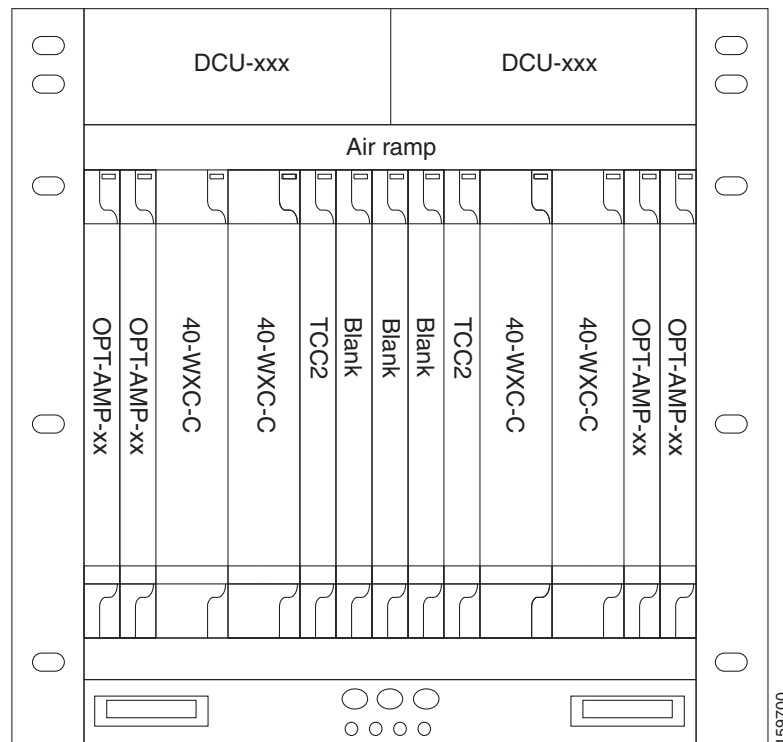 DCU-xxx
DCU-xxx
Air ramp
OPT-AMP-xx
OPT-AMP-xx
40-WXC-C
40-WXC-C
TCC2
Blank
Blank
Blank
TCC2
40-WXC-C
40-WXC-C
OPT-AMP-xx
OPT-AMP-xx
159700